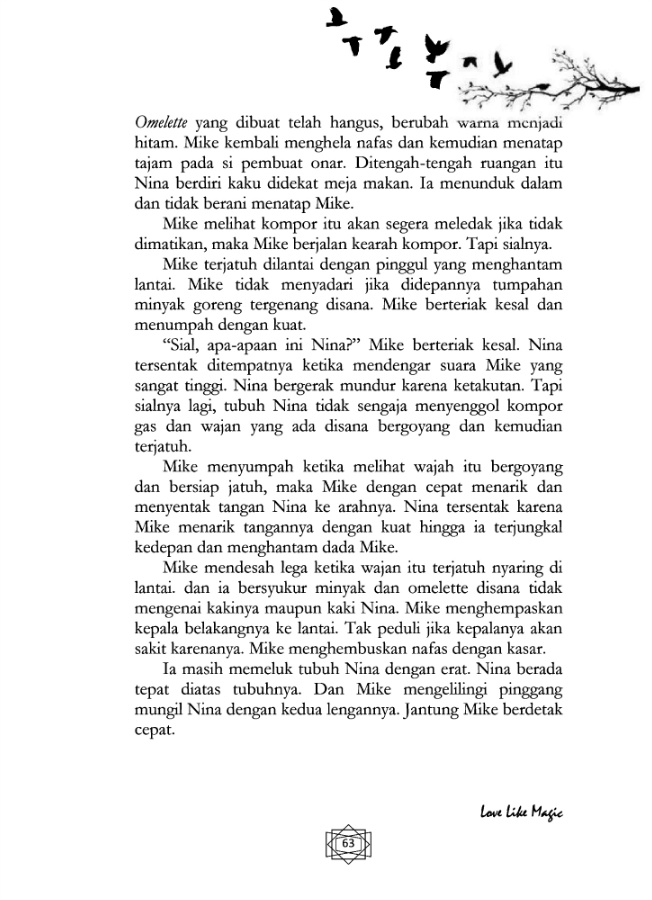 Omelette yang dibuat telah hangus, berubah warna menjadi
hitam. Mike kembali menghela nafas dan kemudian menatap
tajam pada si pembuat onar. Ditengah-tengah ruangan itu
Nina berdiri kaku didekat meja makan. Ia menunduk dalam
dan tidak berani menatap Mike.
Mike melihat kompor itu akan segera meledak jika tidak
dimatikan, maka Mike berjalan kearah kompor. Tapi sialnya.
Mike terjatuh dilantai dengan pinggul yang menghantam
lantai. Mike tidak menyadari jika didepannya tumpahan
minyak goreng tergenang disana. Mike berteriak kesal dan
menumpah dengan kuat.
“Sial, apa-apaan ini Nina?” Mike berteriak kesal. Nina
tersentak ditempatnya ketika mendengar suara Mike yang
sangat tinggi. Nina bergerak mundur karena ketakutan. Tapi
sialnya lagi, tubuh Nina tidak sengaja menyenggol kompor
gas dan wajan yang ada disana bergoyang dan kemudian
terjatuh.
Mike menyumpah ketika melihat wajah itu bergoyang
dan bersiap jatuh, maka Mike dengan cepat menarik dan
menyentak tangan Nina ke arahnya. Nina tersentak karena
Mike menarik tangannya dengan kuat hingga ia terjungkal
kedepan dan menghantam dada Mike.
Mike mendesah lega ketika wajan itu terjatuh nyaring di
lantai. dan ia bersyukur minyak dan omelette disana tidak
mengenai kakinya maupun kaki Nina. Mike menghempaskan
kepala belakangnya ke lantai. Tak peduli jika kepalanya akan
sakit karenanya. Mike menghembuskan nafas dengan kasar.
Ia masih memeluk tubuh Nina dengan erat. Nina berada
tepat diatas tubuhnya. Dan Mike mengelilingi pinggang
mungil Nina dengan kedua lengannya. Jantung Mike berdetak
cepat.
Love Like Magic
63